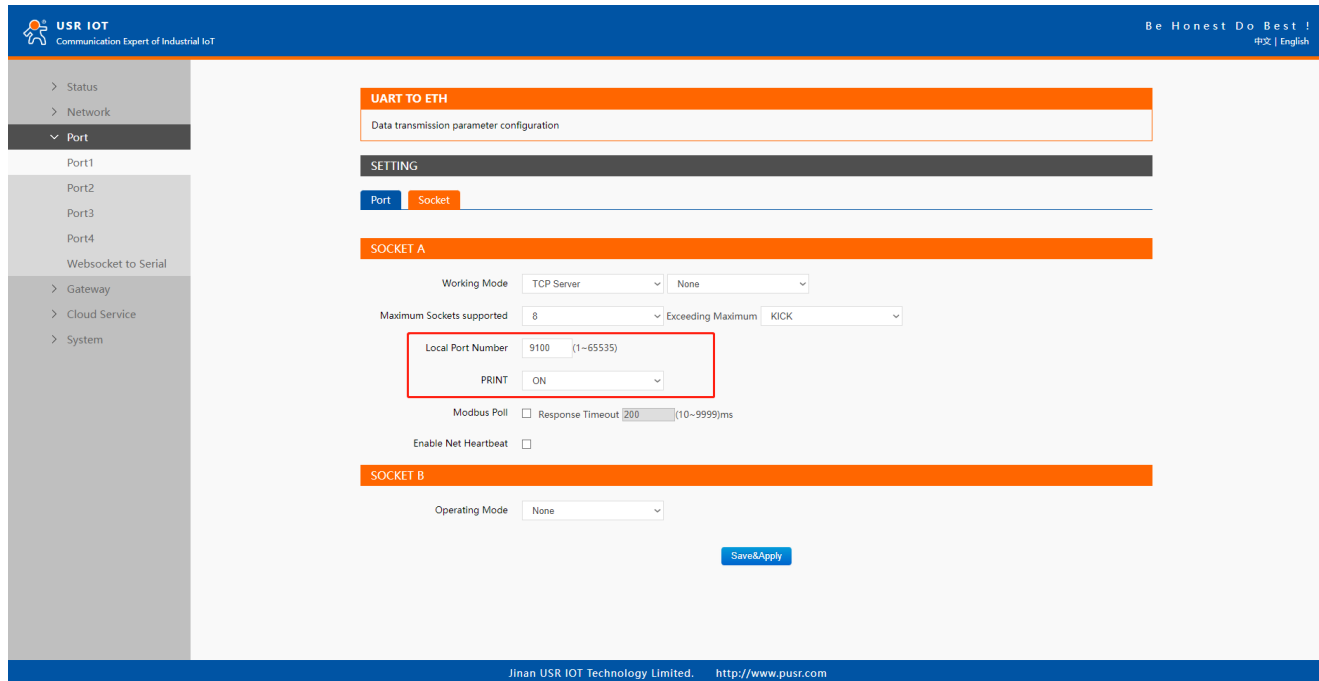 USR IOT
Communication Expert of Industrial IoT
Be Honest Do Best !
中文 | English
Status
Network
Port
Port1
Port2
Port3
Port4
Websocket to Serial
Gateway
Cloud Service
System
UART TO ETH
Data transmission parameter configuration
SETTING
Port Socket
SOCKET A
Working Mode TCP Server None
Maximum Sockets supported 8 Exceeding Maximum KICK
Local Port Number 9100 (1~65535)
PRINT ON
Modbus Poll Response Timeout 200 (10~9999)ms
Enable Net Heartbeat
SOCKET B
Operating Mode None
Save&Apply
Jinan USR IOT Technology Limited. http://www.pusr.com